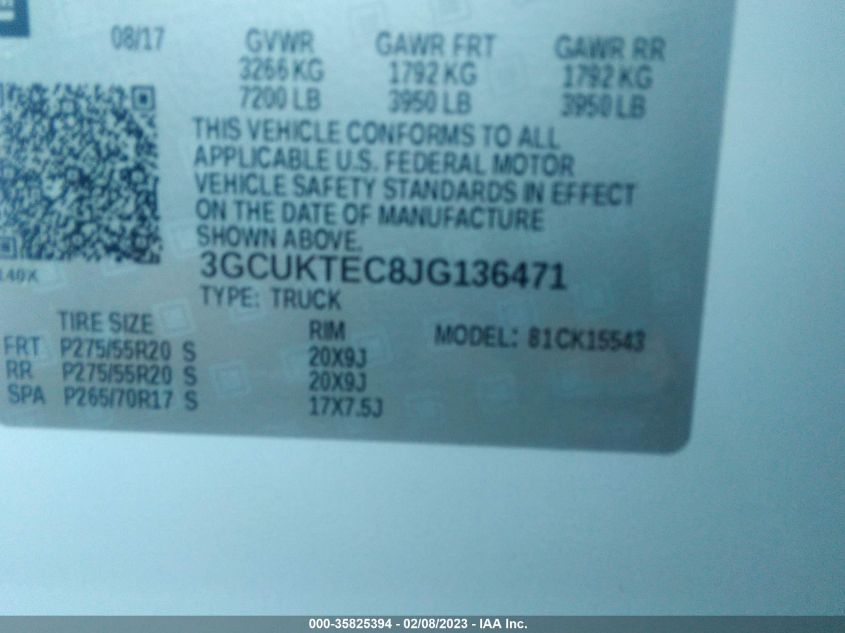 08/17 GVWR GAWR FRT GAWR RR
3266 KG 1792 KG 1792 KG
7200 LB 3950 LB 3950 LB
THIS VEHICLE CONFORMS TO ALL
APPLICABLE U.S. FEDERAL MOTOR
VEHICLE SAFETY STANDARDS IN EFFECT
ON THE DATE OF MANUFACTURE
SHOWN ABOVE.
3GCUKTEC8JG136471
TYPE: TRUCK
TIRE SIZE RIM MODEL: 81CK15543
FRT P275/55R20 S 20X9J
RR P275/55R20 S 20X9J
SPA P265/70R17 S 17X7.5J
000-35825394 - 02/08/2023 - IAA Inc.